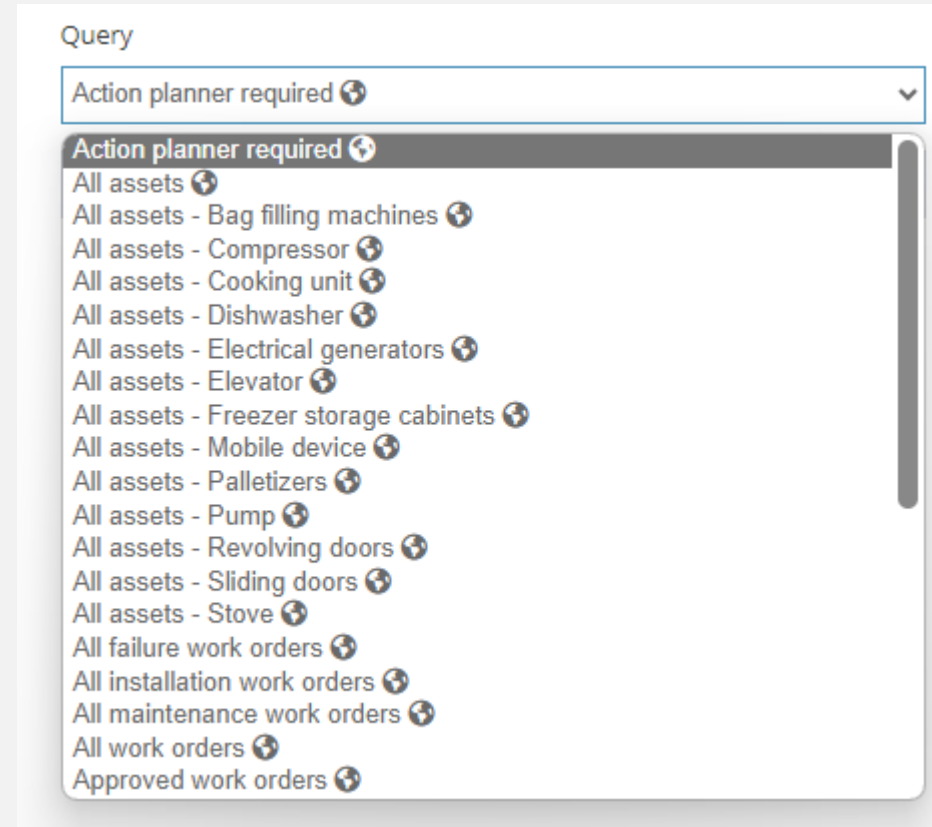 Query
Action planner required
Action planner required
All assets
All assets - Bag filling machines
All assets - Compressor
All assets - Cooking unit
All assets - Dishwasher
All assets - Electrical generators
All assets - Elevator
All assets - Freezer storage cabinets
All assets - Mobile device
All assets - Palletizers
All assets - Pump
All assets - Revolving doors
All assets - Sliding doors
All assets - Stove
All failure work orders
All installation work orders
All maintenance work orders
All work orders
Approved work orders